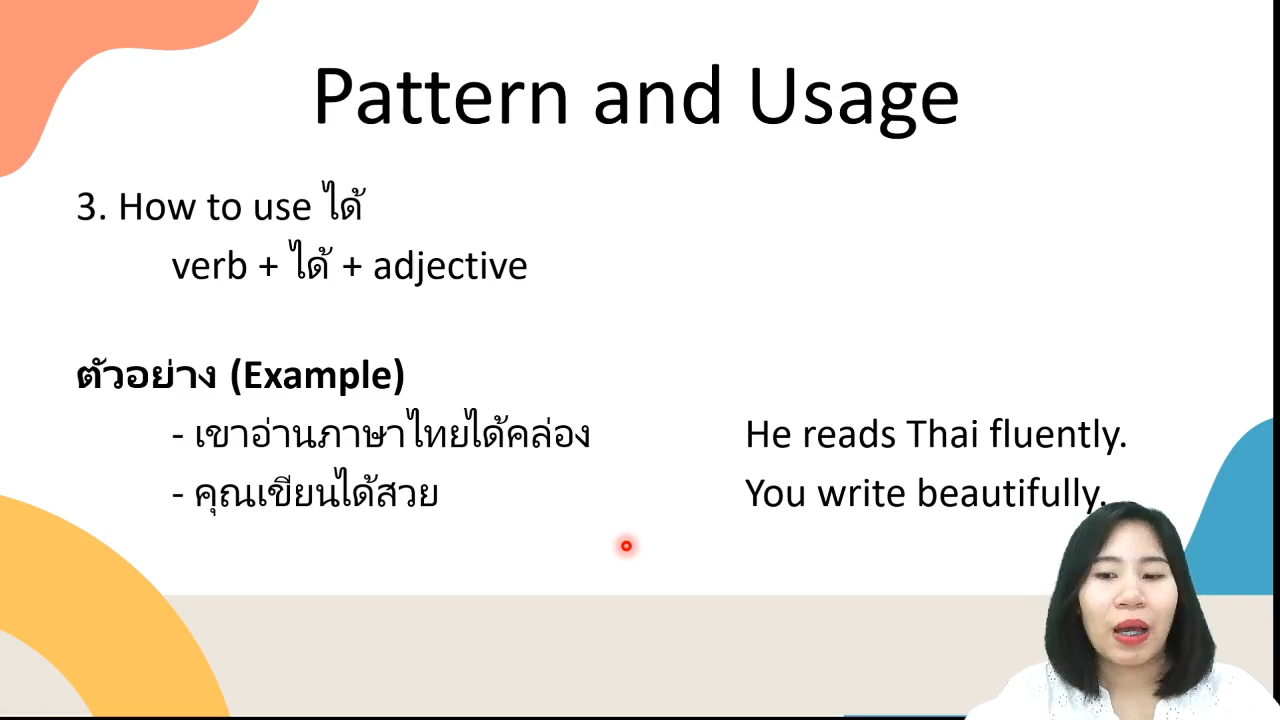 Pattern and Usage
3. How to use ได้
verb + ได้ + adjective
ตัวอย่าง (Example)
- เขาอ่านภาษาไทยได้คล่อง He reads Thai fluently.
- คุณเขียนได้สวย You write beautifully.